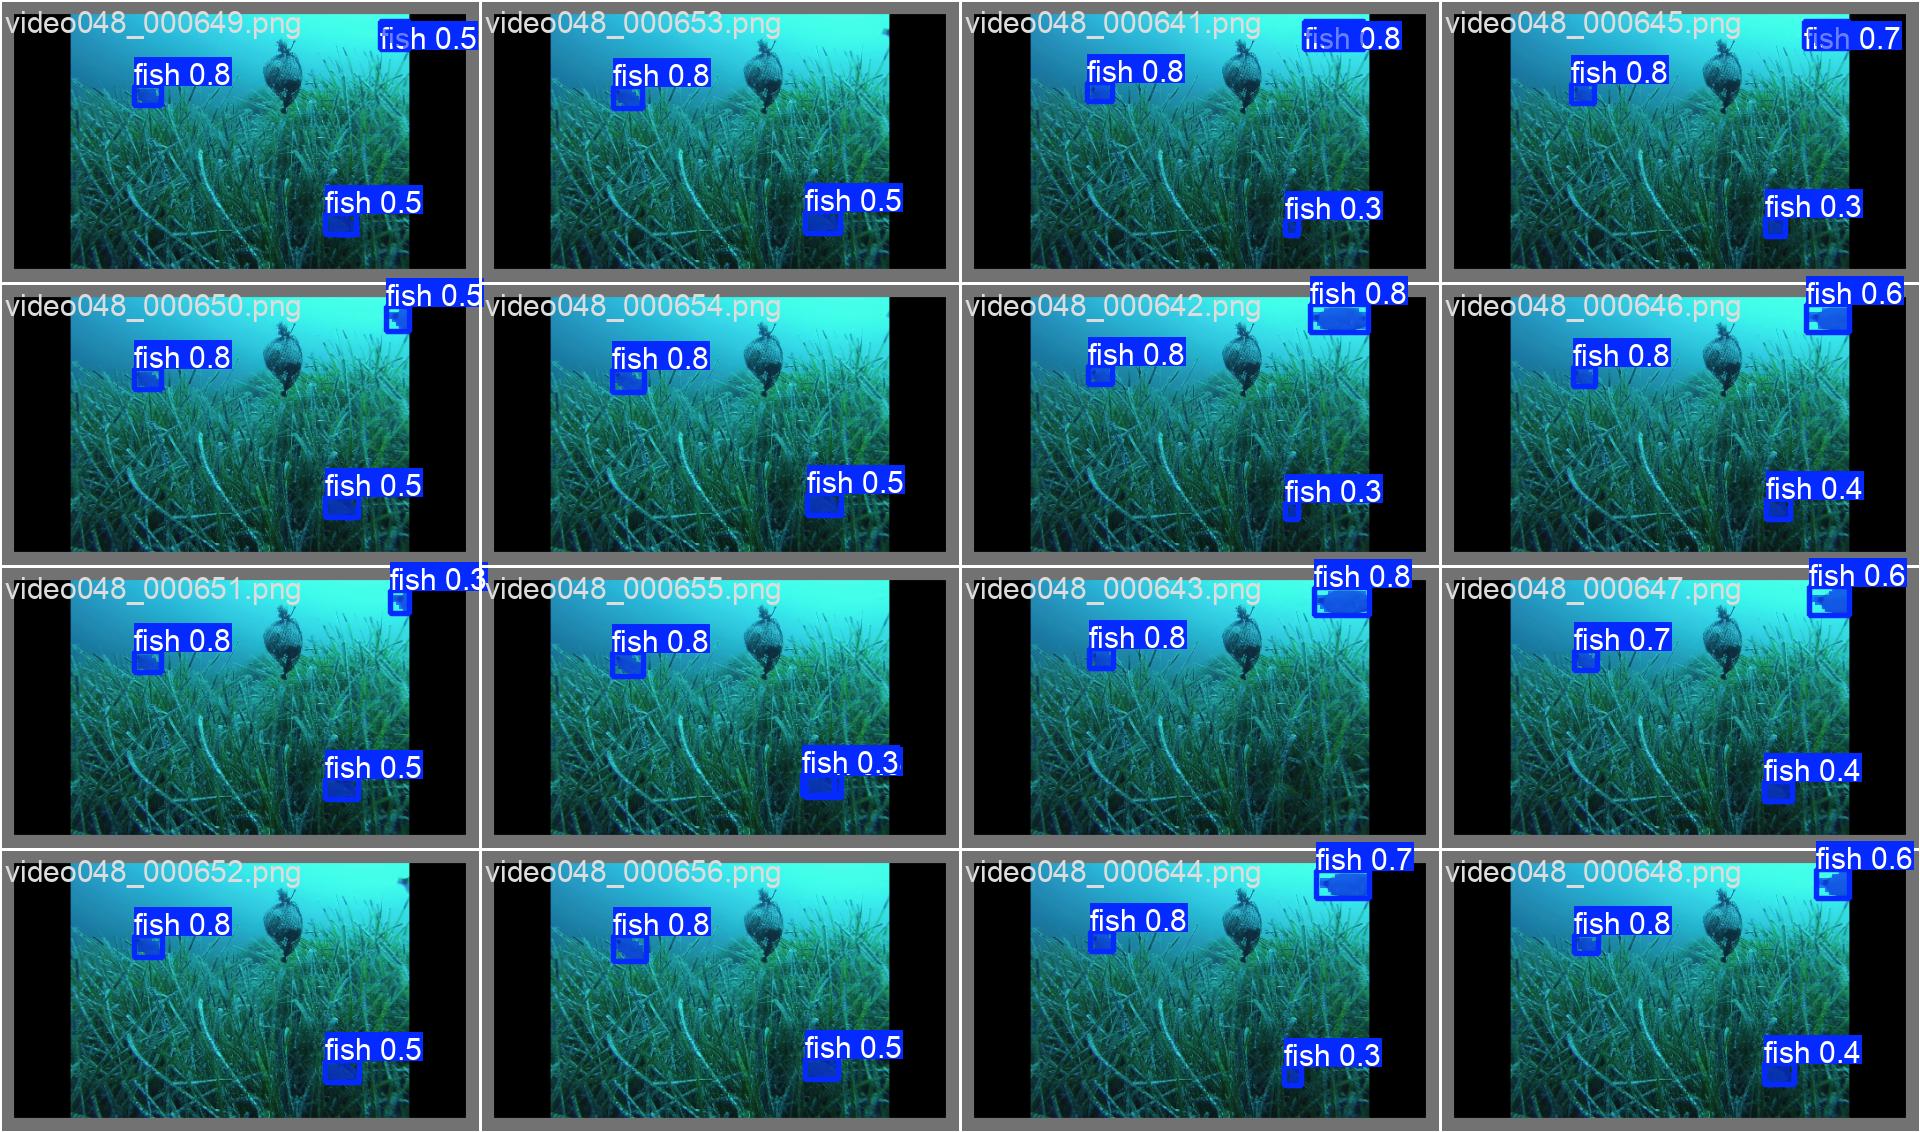 video048_000649.png
fish 0.5
fish 0.8
fish 0.5
video048_000653.png
fish 0.8
fish 0.5
video048_000641.png
fish 0.8
fish 0.8
fish 0.3
video048_000645.png
fish 0.7
fish 0.8
fish 0.3
video048_000650.png
fish 0.5
fish 0.8
fish 0.5
video048_000654.png
fish 0.8
fish 0.5
video048_000642.png
fish 0.8
fish 0.8
fish 0.3
video048_000646.png
fish 0.6
fish 0.8
fish 0.4
video048_000651.png
fish 0.3
fish 0.8
fish 0.5
video048_000655.png
fish 0.8
fish 0.3
video048_000643.png
fish 0.8
fish 0.8
video048_000647.png
fish 0.6
fish 0.7
fish 0.4
video048_000652.png
fish 0.8
fish 0.5
video048_000656.png
fish 0.8
fish 0.5
video048_000644.png
fish 0.7
fish 0.8
fish 0.3
video048_000648.png
fish 0.6
fish 0.8
fish 0.4